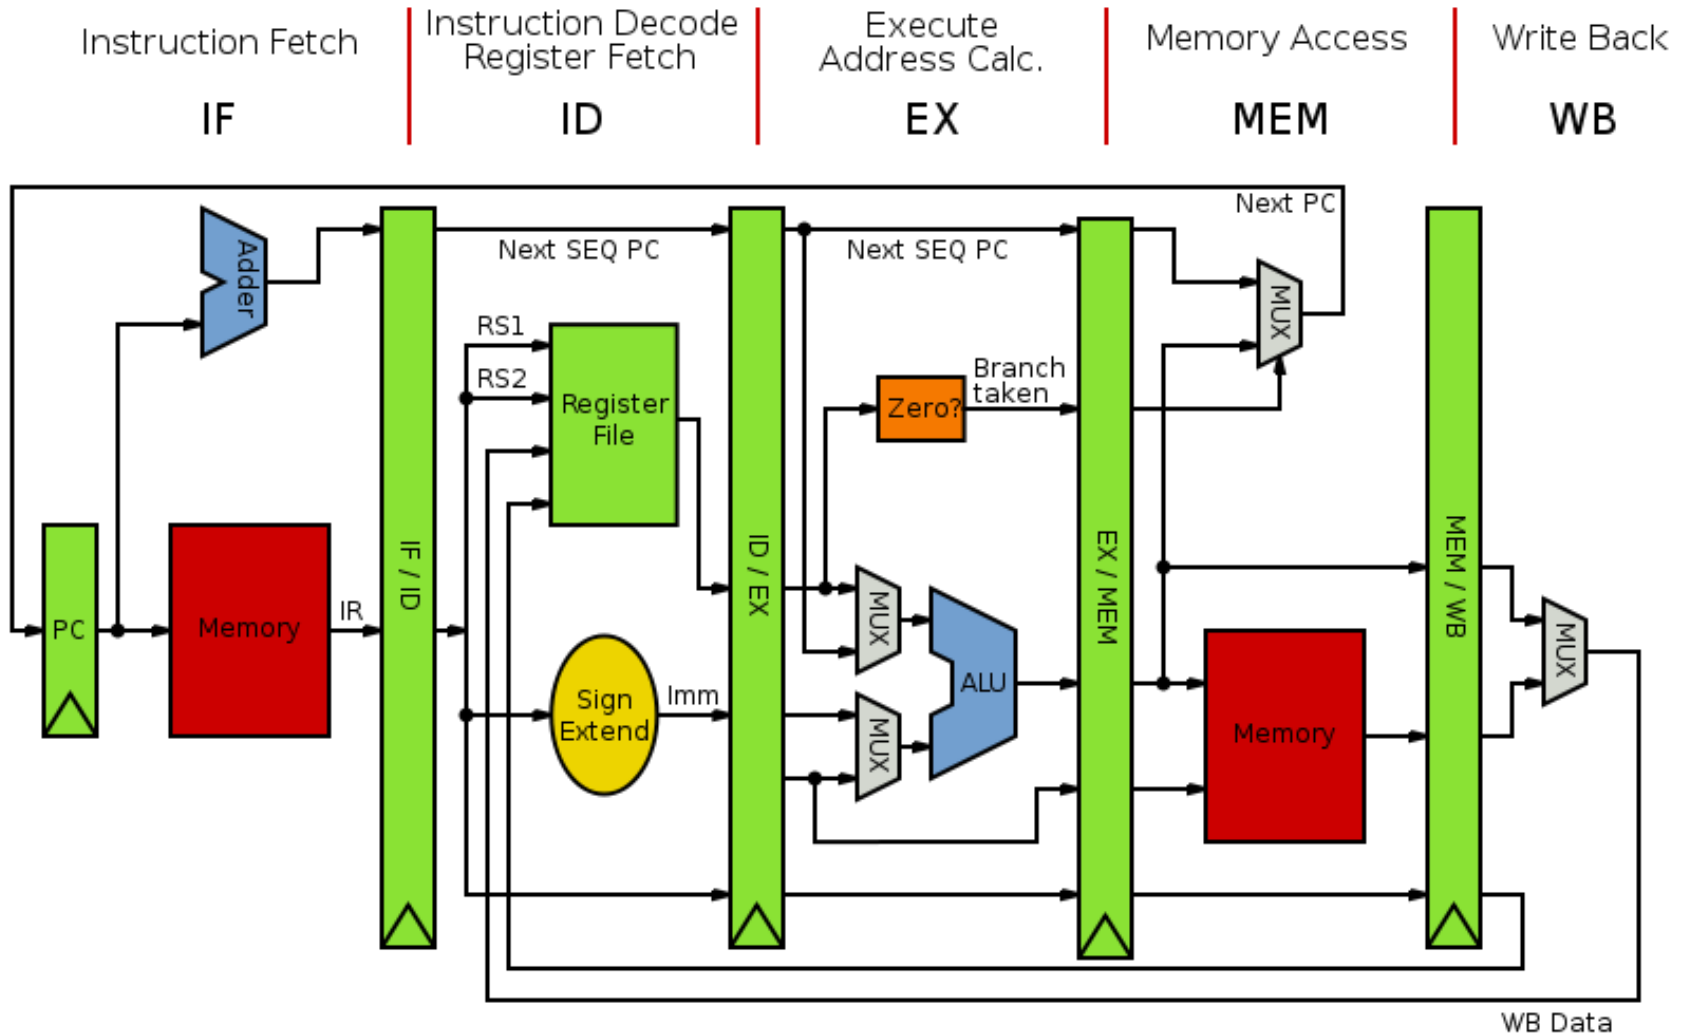 Instruction Fetch
IF
Instruction Decode
Register Fetch
ID
Execute
Address Calc.
EX
Memory Access
MEM
Write Back
WB
Next PC
Adder
Next SEQ PC
Next SEQ PC
MUX
RS1
RS2
Register
File
Branch
taken
Zero?
PC
Memory
IR
IF / ID
ID / EX
EX / MEM
MEM / WB
MUX
ALU
MUX
Sign
Extend
Imm
Memory
MUX
WB Data